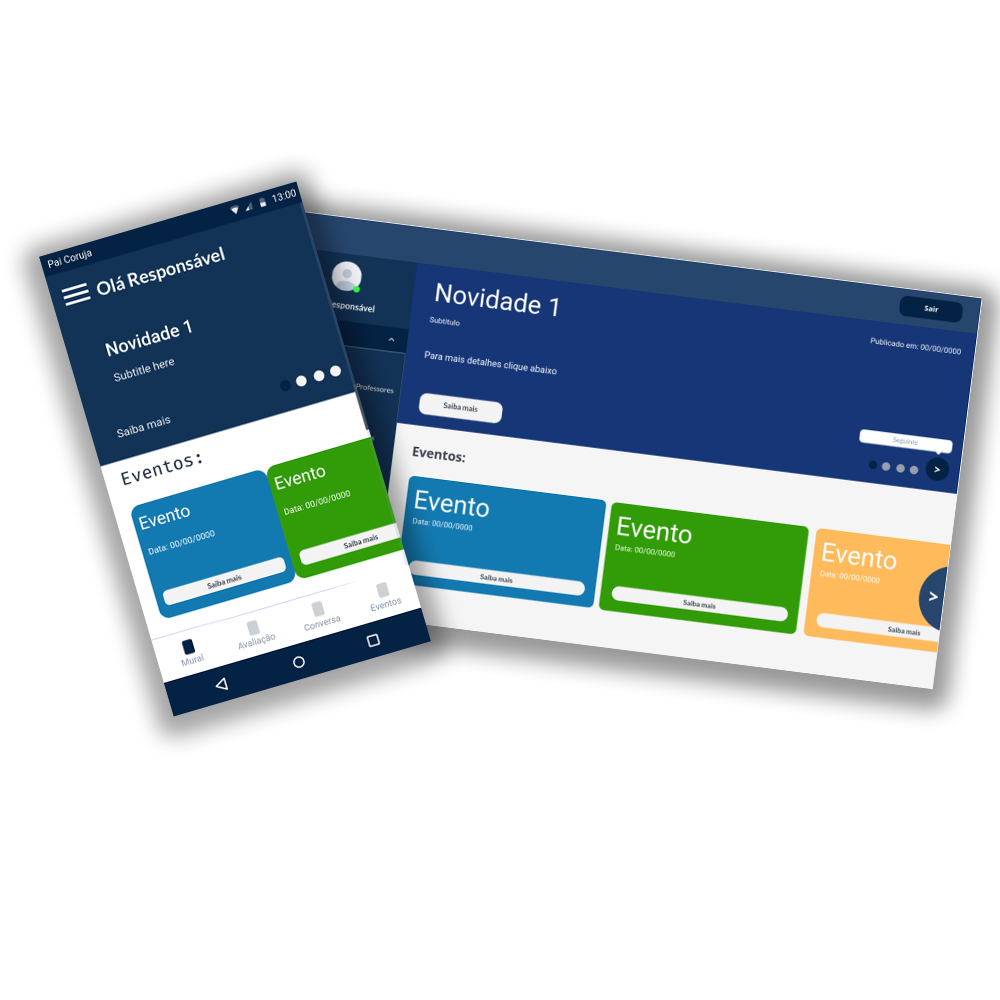 Pai Coruja
13:00
Olá Responsável
Novidade 1
Subtitle here
Saiba mais
Eventos:
Evento
Data: 00/00/0000
Saiba mais
Evento
Data: 00/00/0000
Saiba mais
Mural
Avaliação
Conversa
Eventos
esponsável
Professores
Sair
Novidade 1
Subtítulo
Publicado em: 00/00/0000
Para mais detalhes clique abaixo
Saiba mais
Seguinte
>
Eventos:
Evento
Data: 00/00/0000
Saiba mais
Evento
Data: 00/00/0000
Saiba mais
Evento
Data: 00/00/0000
Saiba mais
>